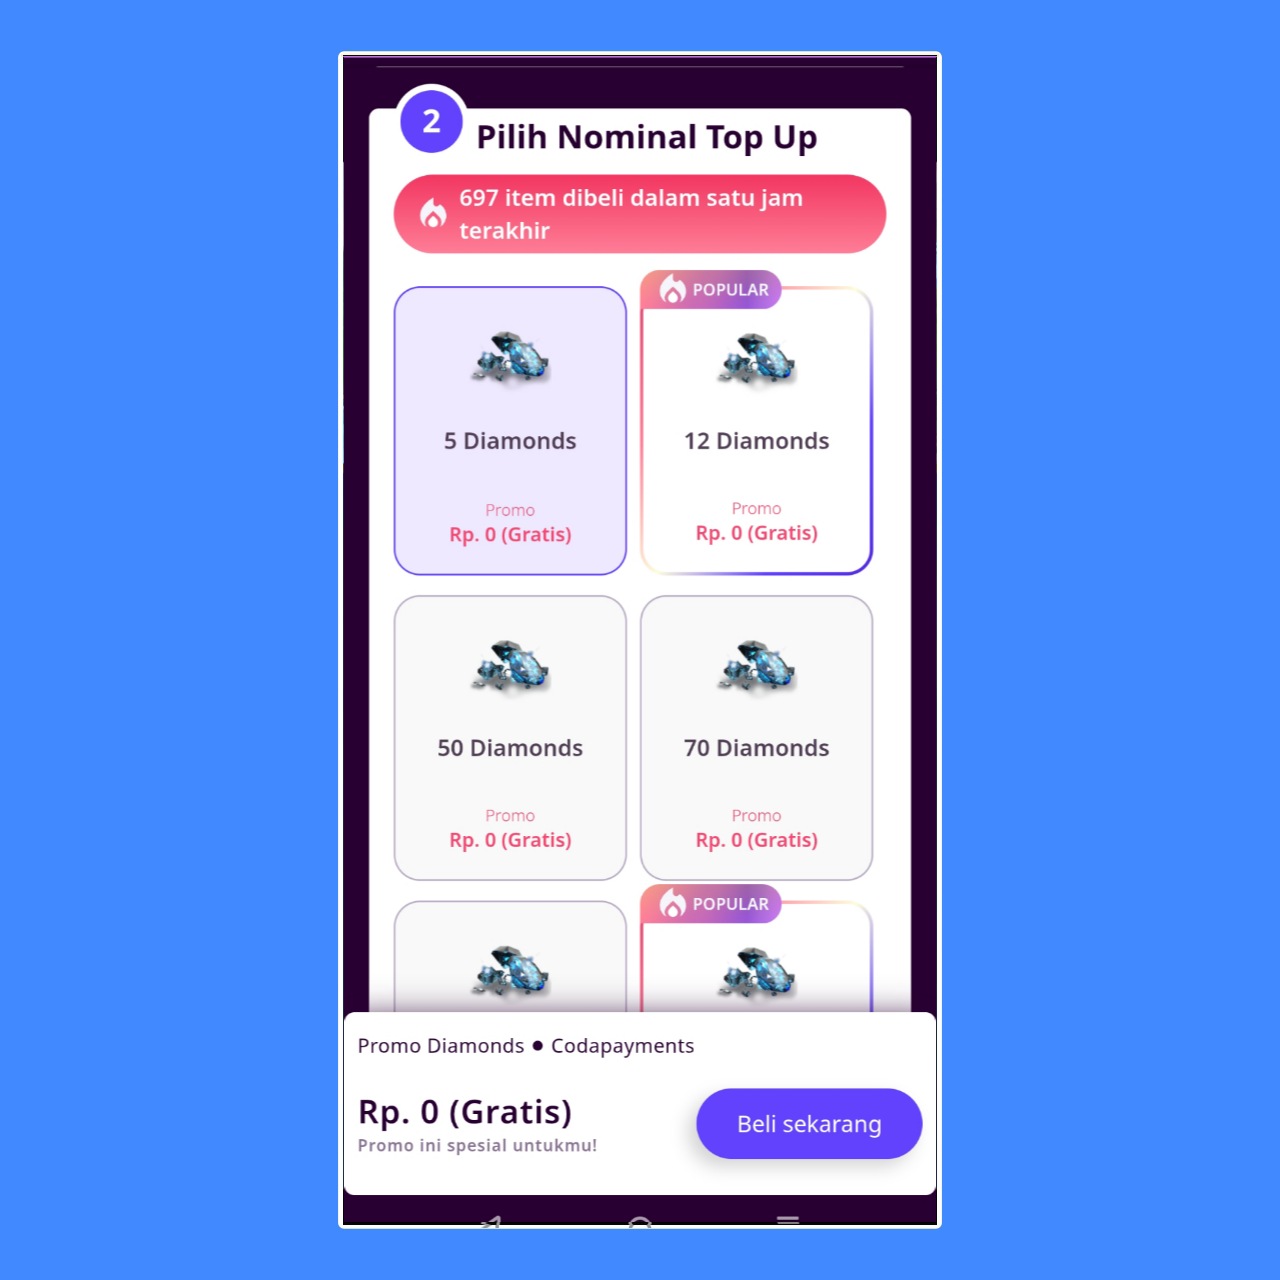 2
Pilih Nominal Top Up
697 item dibeli dalam satu jam
terakhir
5 Diamonds
Promo
Rp. 0 (Gratis)
POPULAR
12 Diamonds
Promo
Rp. 0 (Gratis)
50 Diamonds
Promo
Rp. 0 (Gratis)
70 Diamonds
Promo
Rp. 0 (Gratis)
POPULAR
Promo Diamonds ● Codapayments
Rp. 0 (Gratis)
Promo ini spesial untukmu!
Beli sekarang